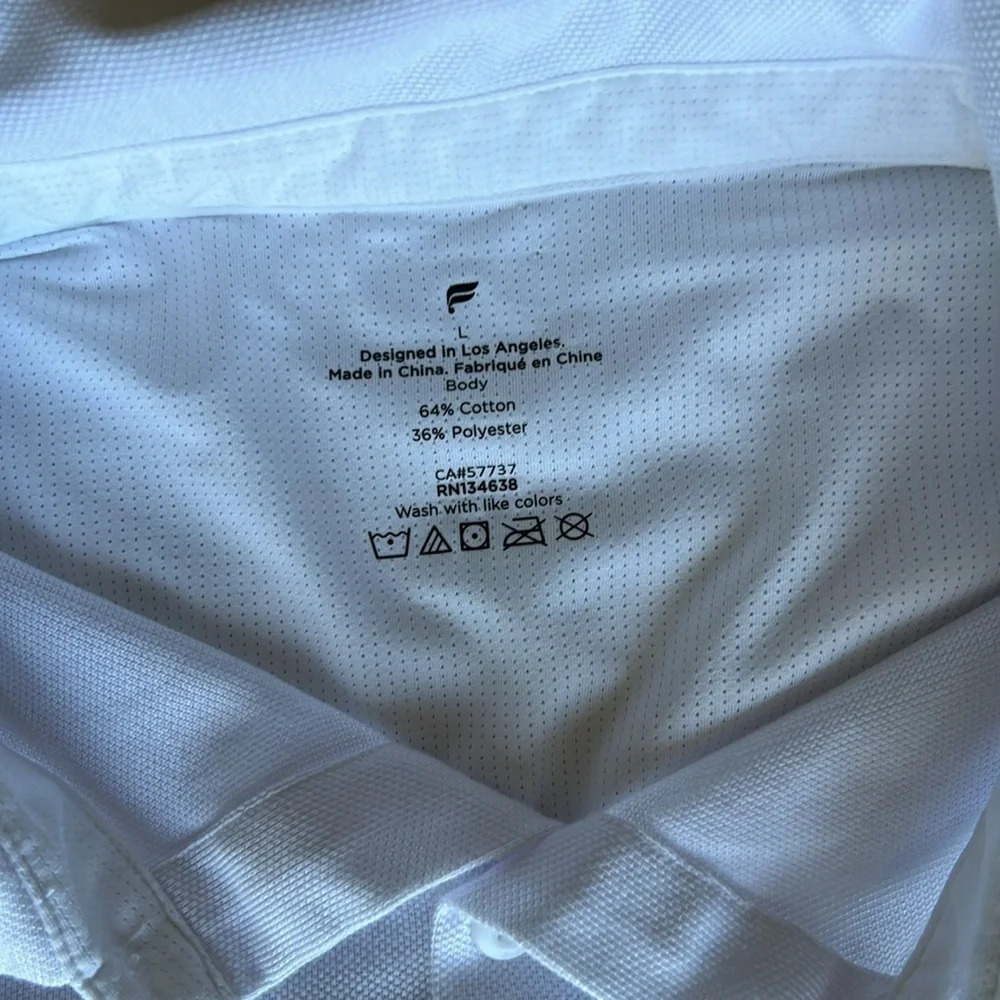 L
Designed in Los Angeles.
Made in China. Fabriqué en Chine
Body
64% Cotton
36% Polyester
CA#57737
RN134638
Wash with like colors